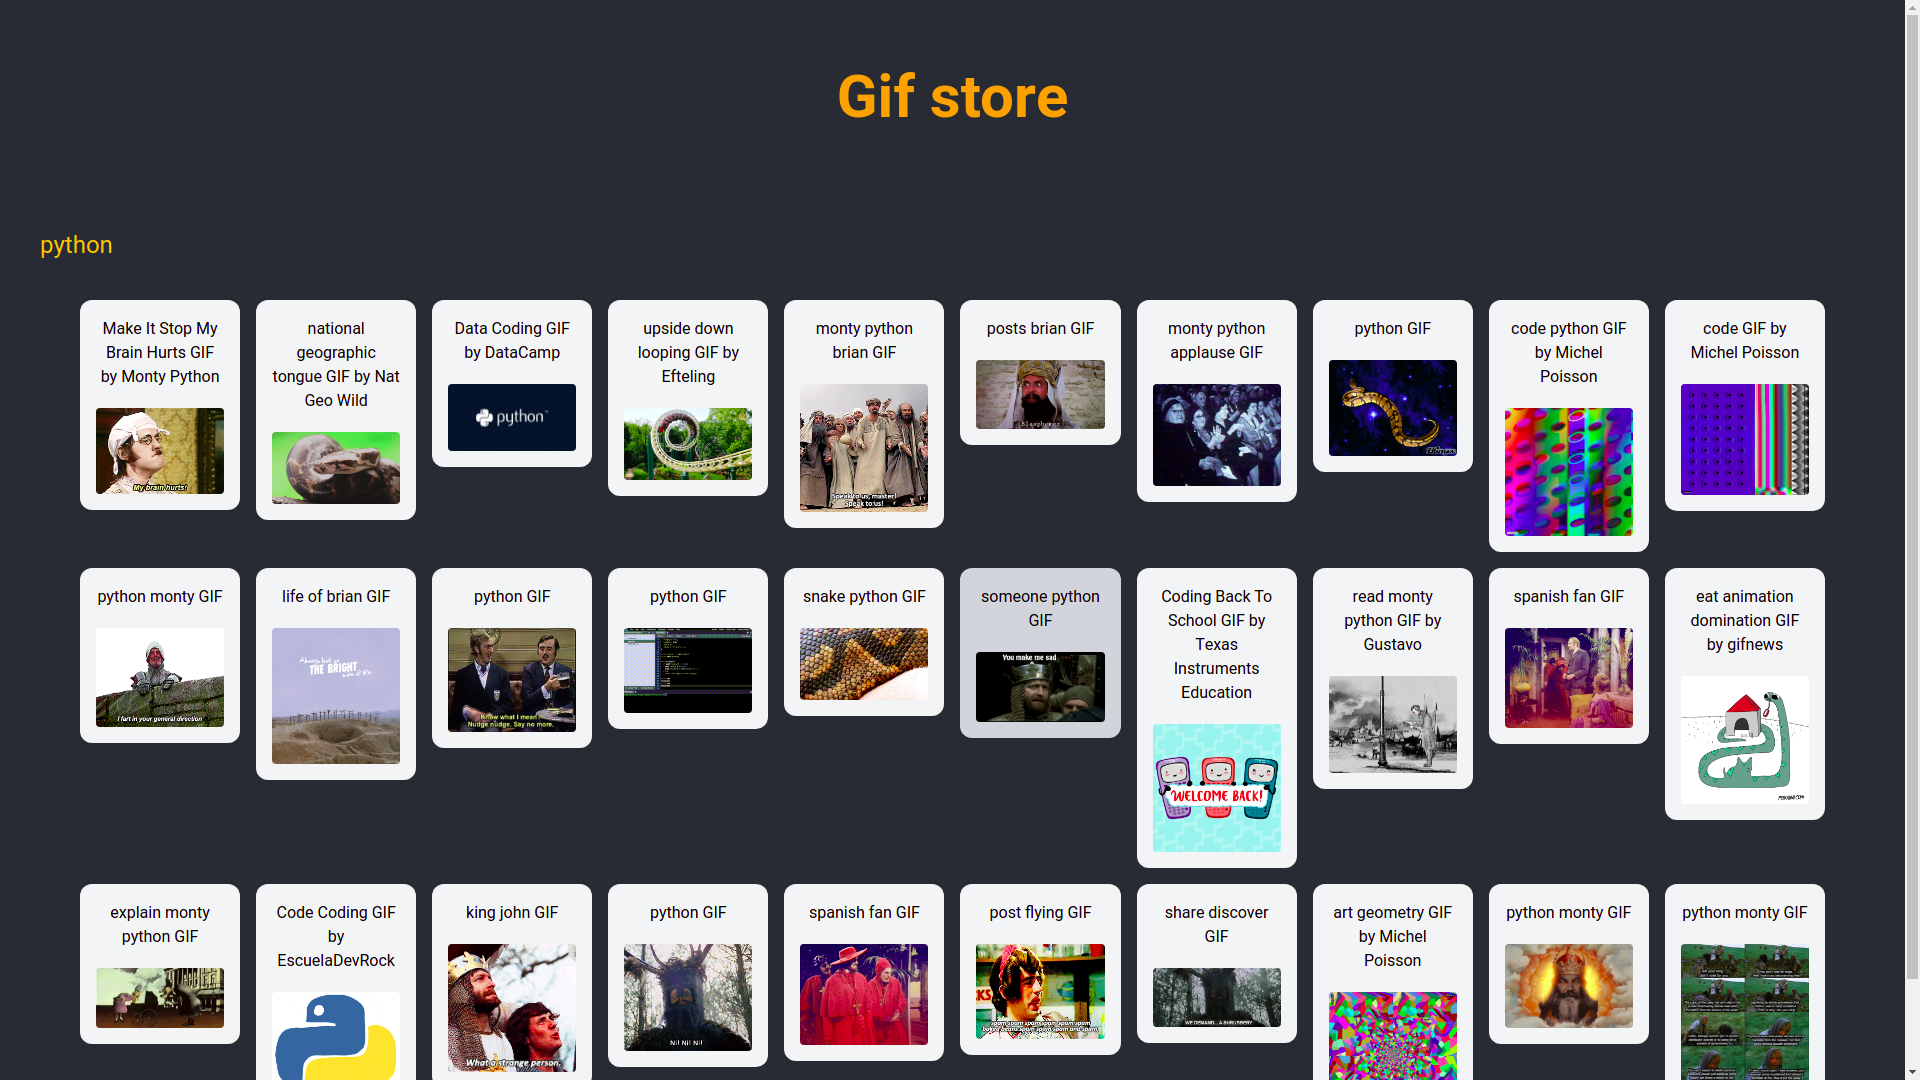 Gif store
python
Make It Stop My
Brain Hurts GIF
by Monty Python
My brain hurts!
national
geographic
tongue GIF by Nat
Geo Wild
Data Coding GIF
by DataCamp
python
upside down
looping GIF by
Efteling
monty python
brian GIF
Speak to us, master!
Speak to us!
posts brian GIF
Blasphemer
monty python
applause GIF
python GIF
code python GIF
by Michel
Poisson
code GIF by
Michel Poisson
python monty GIF
I fart in your general direction
life of brian GIF
Always look on
THE BRIGHT
side of life.
python GIF
Know what I mean?
Nudge nudge. Say no more.
python GIF
snake python GIF
someone python
GIF
You make me sad
Coding Back To
School GIF by
Texas
Instruments
Education
WELCOME BACK!
read monty
python GIF by
Gustavo
spanish fan GIF
eat animation
domination GIF
by gifnews
explain monty
python GIF
Code Coding GIF
by
EscuelaDevRock
king john GIF
What a strange person.
python GIF
Ni! Ni! Ni!
spanish fan GIF
post flying GIF
share discover
GIF
WE DEMAND... A SHRUBBERY
art geometry GIF
by Michel
Poisson
python monty GIF
python monty GIF